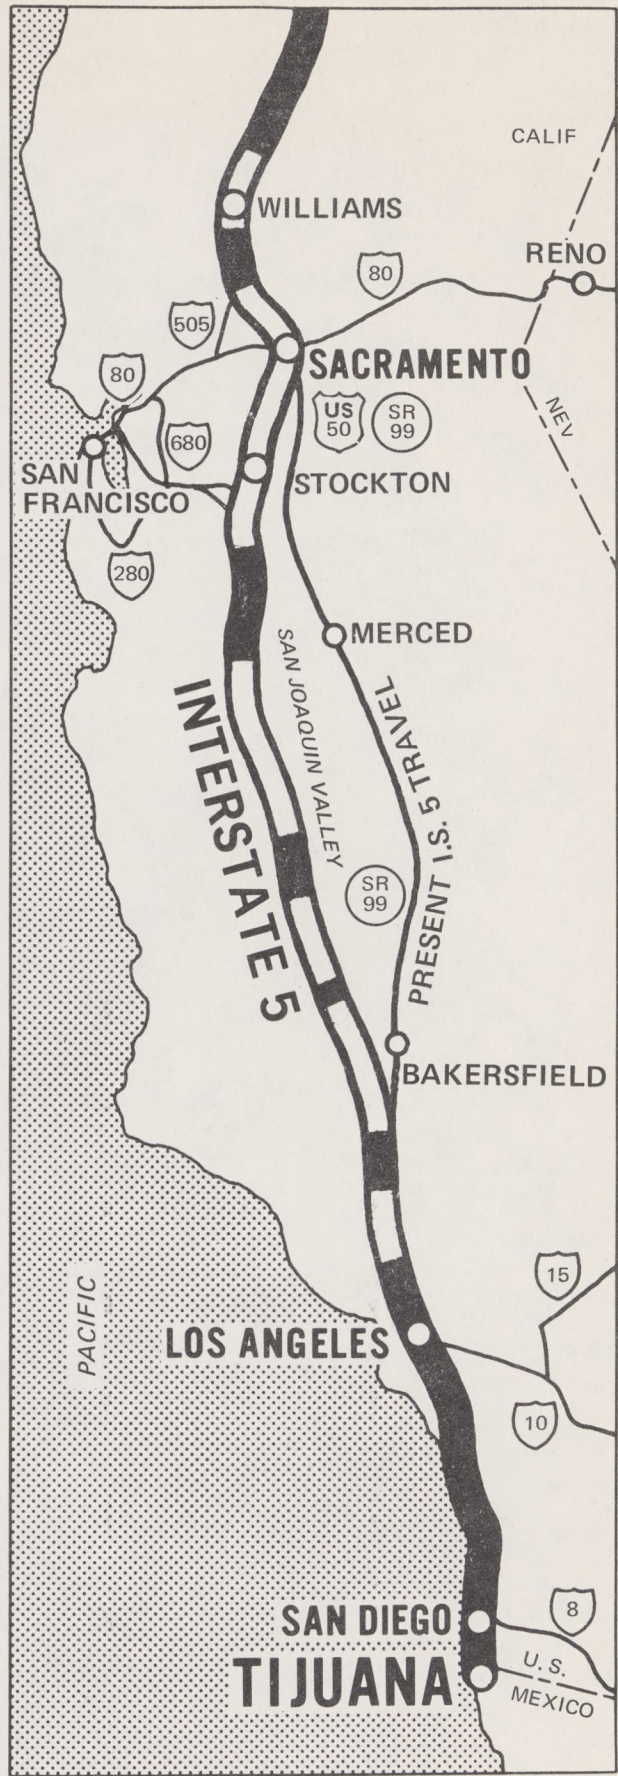 CALIF
WILLIAMS
RENO
80
505
SACRAMENTO
80
US
50
SR
99
NEV
680
SAN
FRANCISCO
STOCKTON
280
MERCED
SAN JOAQUIN VALLEY
INTERSTATE 5
PRESENT I.S. 5 TRAVEL
SR
99
BAKERSFIELD
PACIFIC
15
LOS ANGELES
10
8
SAN DIEGO
U.S.
TIJUANA
MEXICO